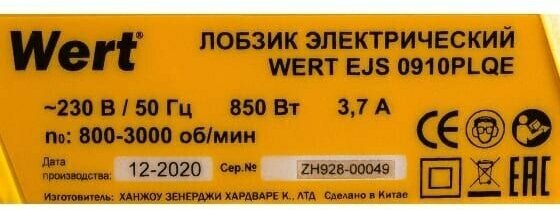 Wert®
ЛОБЗИК ЭЛЕКТРИЧЕСКИЙ
WERT EJS 0910PLQE
~230 В / 50 Гц 850 Вт 3,7 А
n₀: 800-3000 об/мин
Дата производства: 12-2020 Сер.№ ZH928-00049
Изготовитель: ХАНЖОУ ЗЕНЕРДЖИ ХАРДВАРЕ К., ЛТД Сделано в Китае
CE
EAC